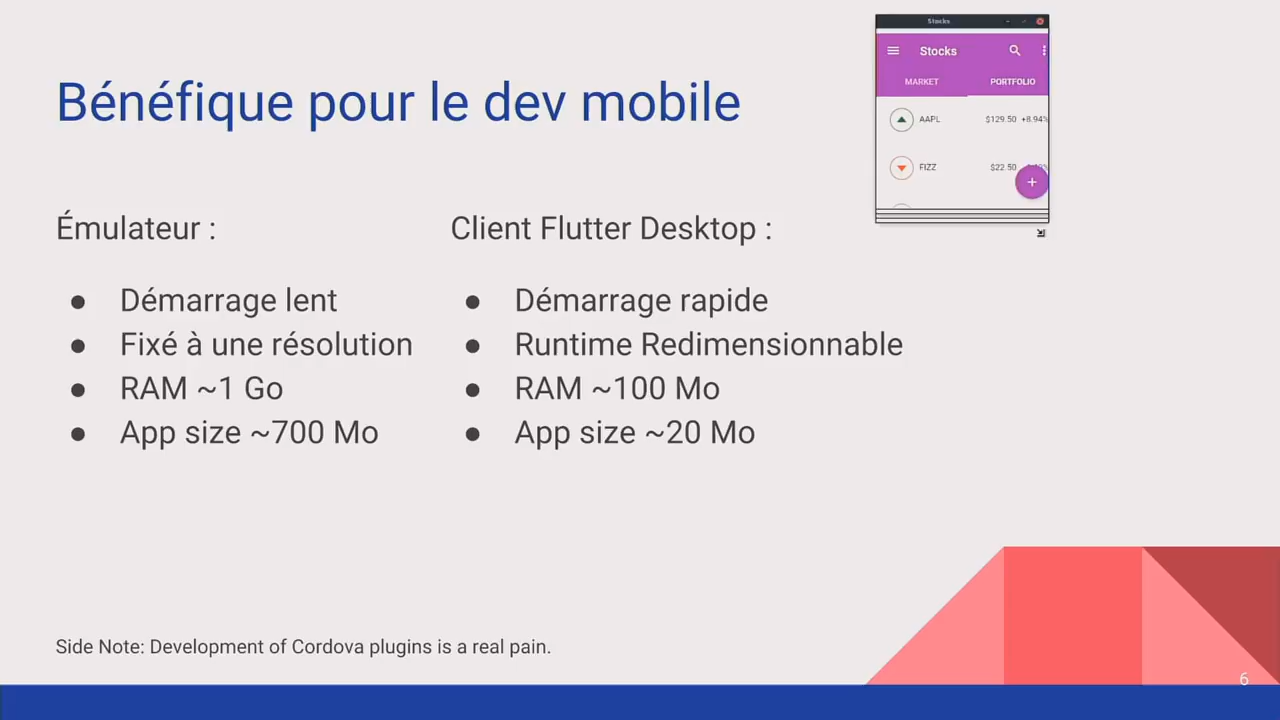 Stocks
Stocks
MARKET PORTFOLIO
AAPL $129.50 +8.94%
FIZZ $22.50
+
Bénéfique pour le dev mobile
Émulateur :
● Démarrage lent
● Fixé à une résolution
● RAM ~1 Go
● App size ~700 Mo
Client Flutter Desktop :
● Démarrage rapide
● Runtime Redimensionnable
● RAM ~100 Mo
● App size ~20 Mo
Side Note: Development of Cordova plugins is a real pain.
6